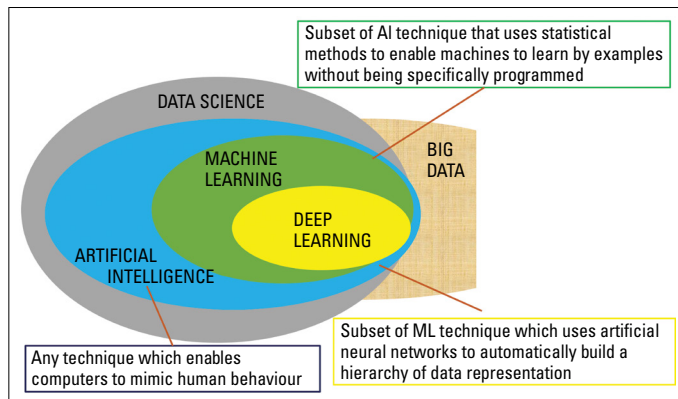 Subset of AI technique that uses statistical
methods to enable machines to learn by examples
without being specifically programmed
DATA SCIENCE
MACHINE
LEARNING
BIG
DATA
DEEP
LEARNING
ARTIFICIAL
INTELLIGENCE
Any technique which enables
computers to mimic human behaviour
Subset of ML technique which uses artificial
neural networks to automatically build a
hierarchy of data representation